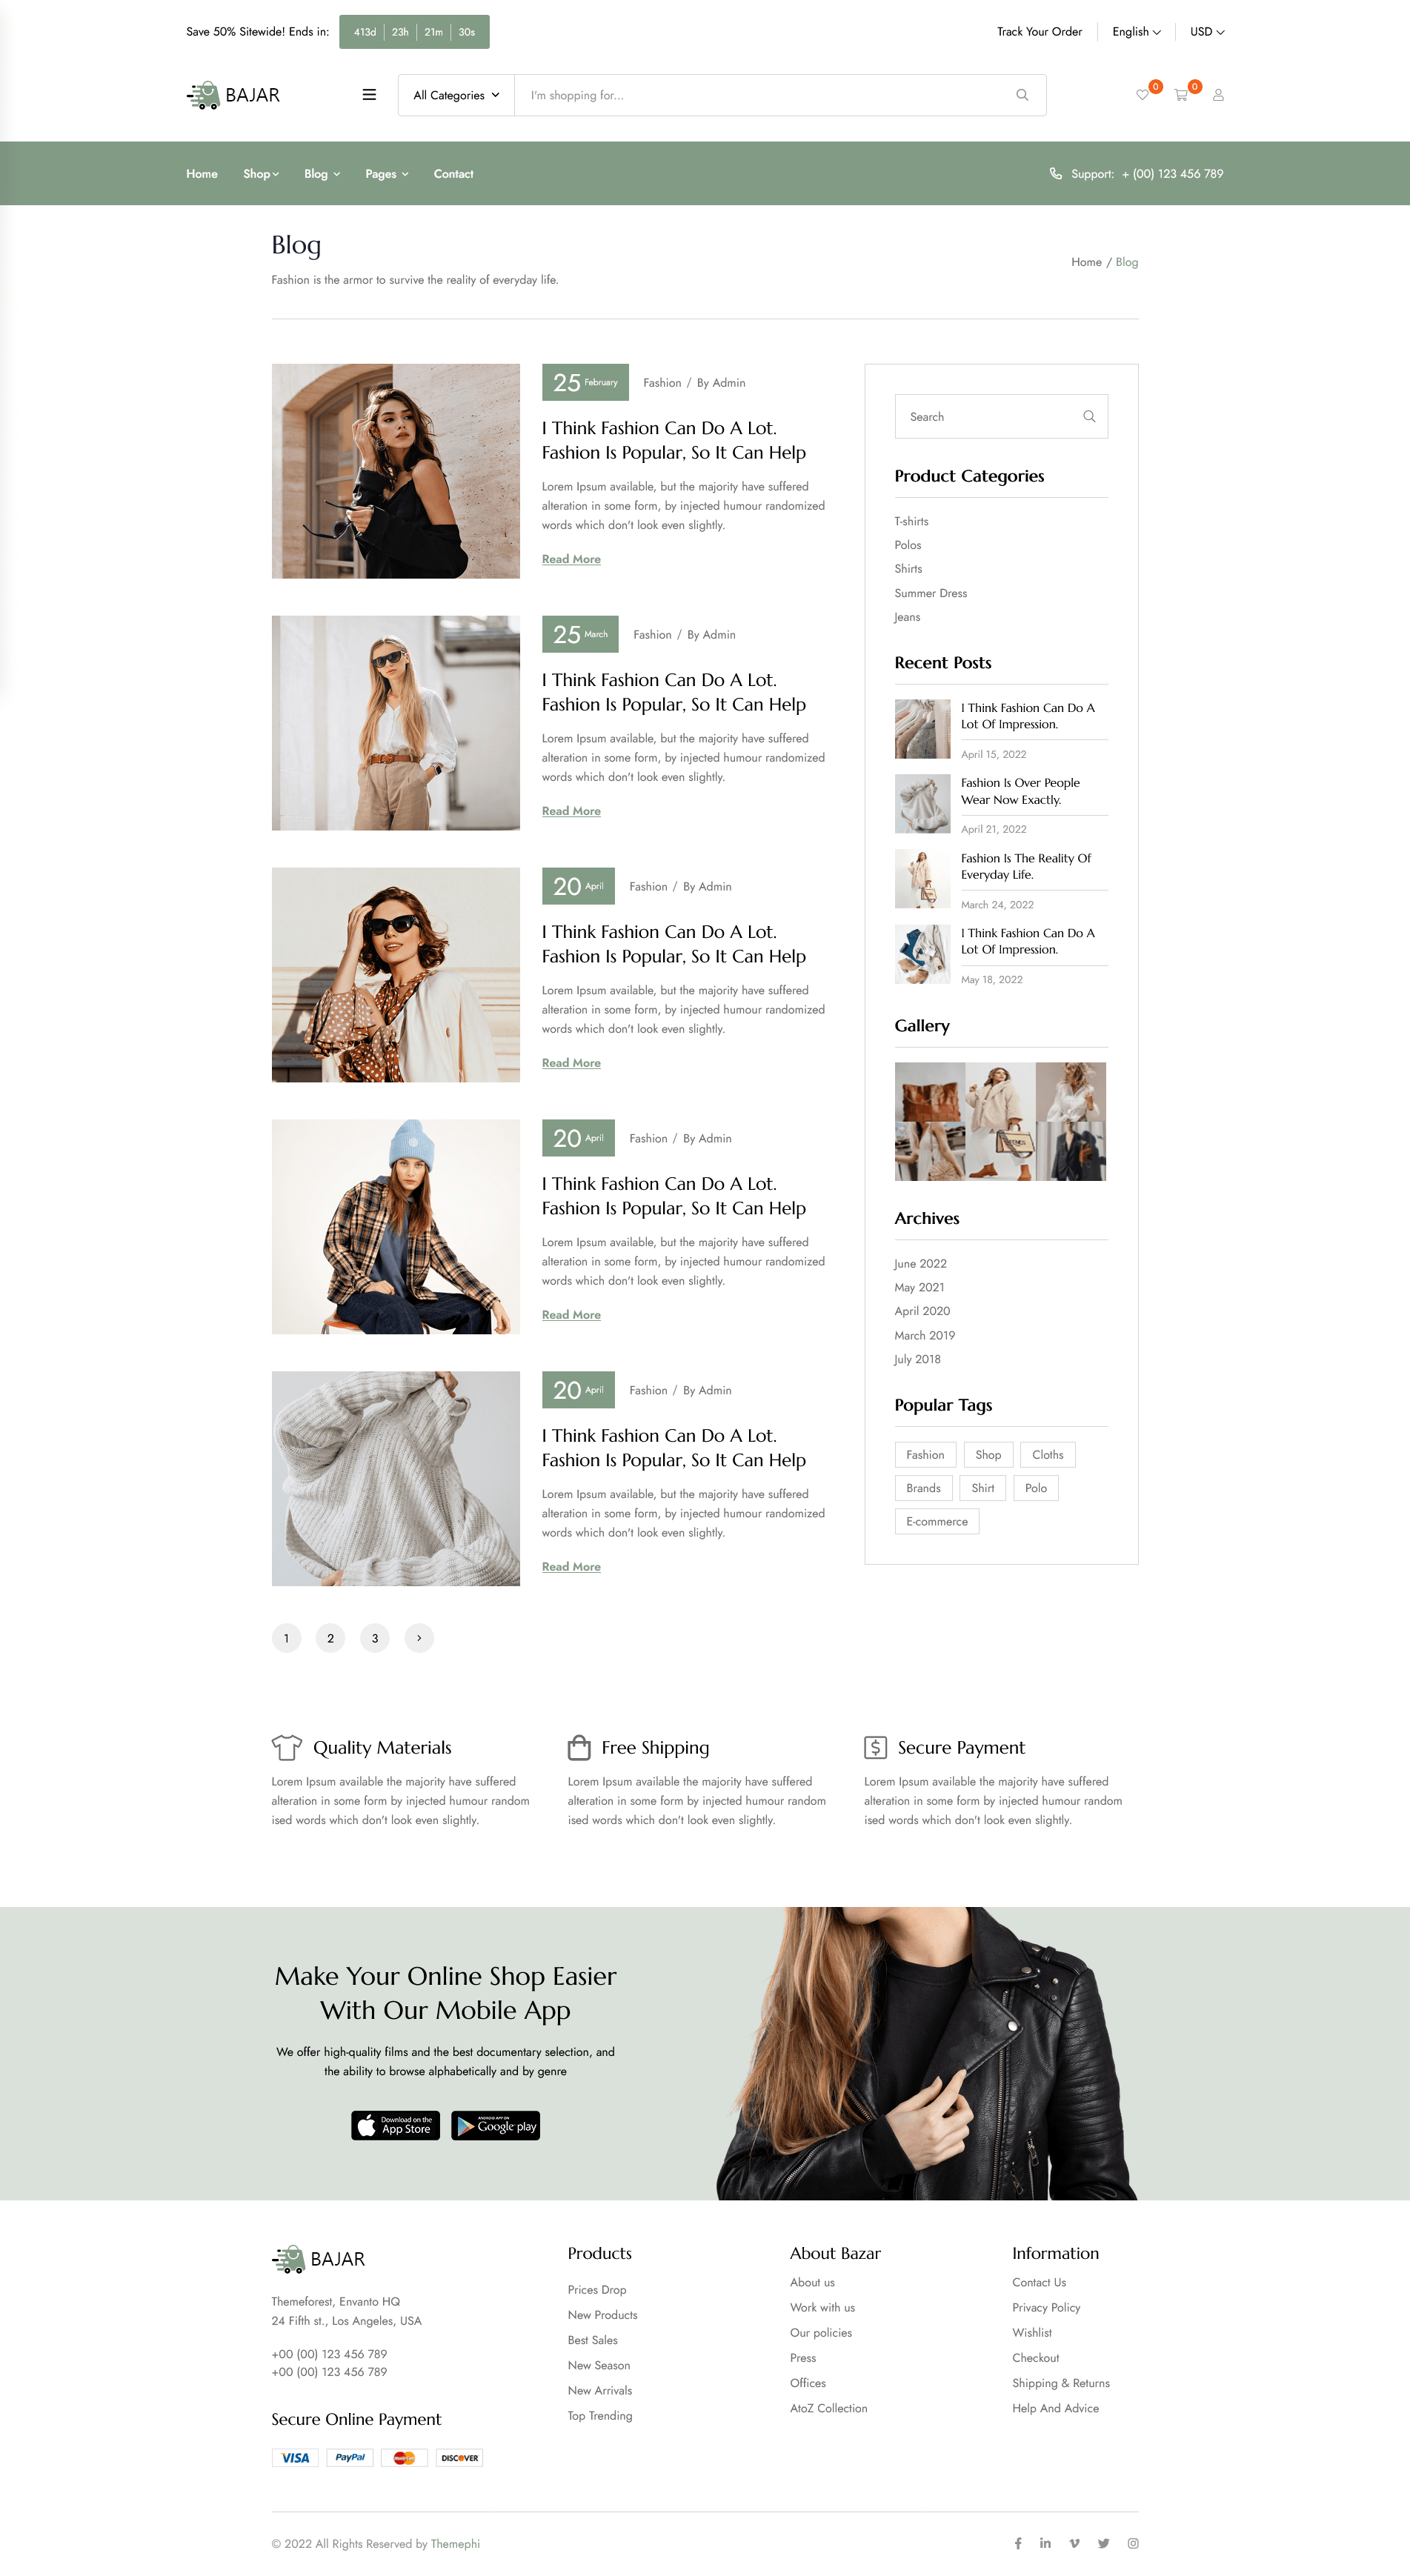 Save 50% Sitewide! Ends in: 413d 23h 21m 30s
Track Your Order English USD
BAJAR
All Categories I'm shopping for...
0 0
Home Shop Blog Pages Contact
Support: + (00) 123 456 789
Blog
Fashion is the armor to survive the reality of everyday life.
Home / Blog
25 February Fashion / By Admin
I Think Fashion Can Do A Lot.
Fashion Is Popular, So It Can Help
Lorem Ipsum available, but the majority have suffered
alteration in some form, by injected humour randomized
words which don't look even slightly.
Read More
25 March Fashion / By Admin
I Think Fashion Can Do A Lot.
Fashion Is Popular, So It Can Help
Lorem Ipsum available, but the majority have suffered
alteration in some form, by injected humour randomized
words which don't look even slightly.
Read More
20 April Fashion / By Admin
I Think Fashion Can Do A Lot.
Fashion Is Popular, So It Can Help
Lorem Ipsum available, but the majority have suffered
alteration in some form, by injected humour randomized
words which don't look even slightly.
Read More
20 April Fashion / By Admin
I Think Fashion Can Do A Lot.
Fashion Is Popular, So It Can Help
Lorem Ipsum available, but the majority have suffered
alteration in some form, by injected humour randomized
words which don't look even slightly.
Read More
20 April Fashion / By Admin
I Think Fashion Can Do A Lot.
Fashion Is Popular, So It Can Help
Lorem Ipsum available, but the majority have suffered
alteration in some form, by injected humour randomized
words which don't look even slightly.
Read More
1 2 3
Search
Product Categories
T-shirts
Polos
Shirts
Summer Dress
Jeans
Recent Posts
I Think Fashion Can Do A
Lot Of Impression.
April 15, 2022
Fashion Is Over People
Wear Now Exactly.
April 21, 2022
Fashion Is The Reality Of
Everyday Life.
March 24, 2022
I Think Fashion Can Do A
Lot Of Impression.
May 18, 2022
Gallery
Archives
June 2022
May 2021
April 2020
March 2019
July 2018
Popular Tags
Fashion Shop Cloths
Brands Shirt Polo
E-commerce
Quality Materials
Lorem Ipsum available the majority have suffered
alteration in some form by injected humour random
ised words which don't look even slightly.
Free Shipping
Lorem Ipsum available the majority have suffered
alteration in some form by injected humour random
ised words which don't look even slightly.
Secure Payment
Lorem Ipsum available the majority have suffered
alteration in some form by injected humour random
ised words which don't look even slightly.
Make Your Online Shop Easier
With Our Mobile App
We offer high-quality films and the best documentary selection, and
the ability to browse alphabetically and by genre
Download on the
App Store
ANDROID APP ON
Google play
BAJAR
Themeforest, Envanto HQ
24 Fifth st., Los Angeles, USA
+00 (00) 123 456 789
+00 (00) 123 456 789
Secure Online Payment
VISA PayPal MasterCard DISCOVER
Products
Prices Drop
New Products
Best Sales
New Season
New Arrivals
Top Trending
About Bazar
About us
Work with us
Our policies
Press
Offices
AtoZ Collection
Information
Contact Us
Privacy Policy
Wishlist
Checkout
Shipping & Returns
Help And Advice
© 2022 All Rights Reserved by Themephi